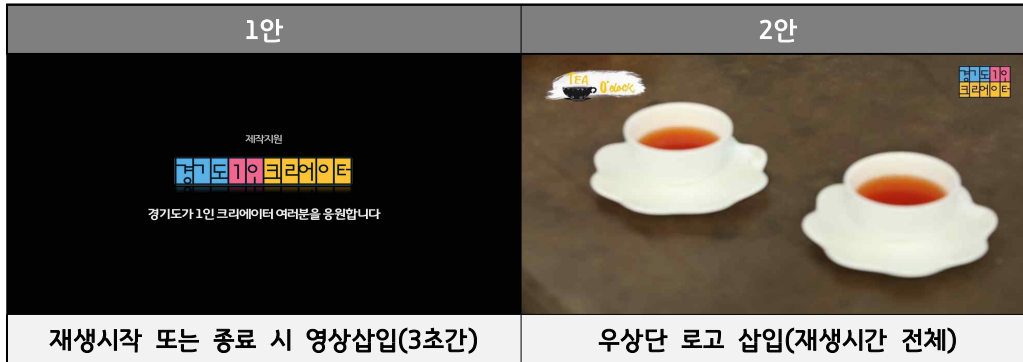 1안
2안
제작지원
경기도1인크리에이터
경기도가 1인 크리에이터 여러분을 응원합니다
TEA
O'clock
경기도1인
크리에이터
재생시작 또는 종료 시 영상삽입(3초간)
우상단 로고 삽입(재생시간 전체)